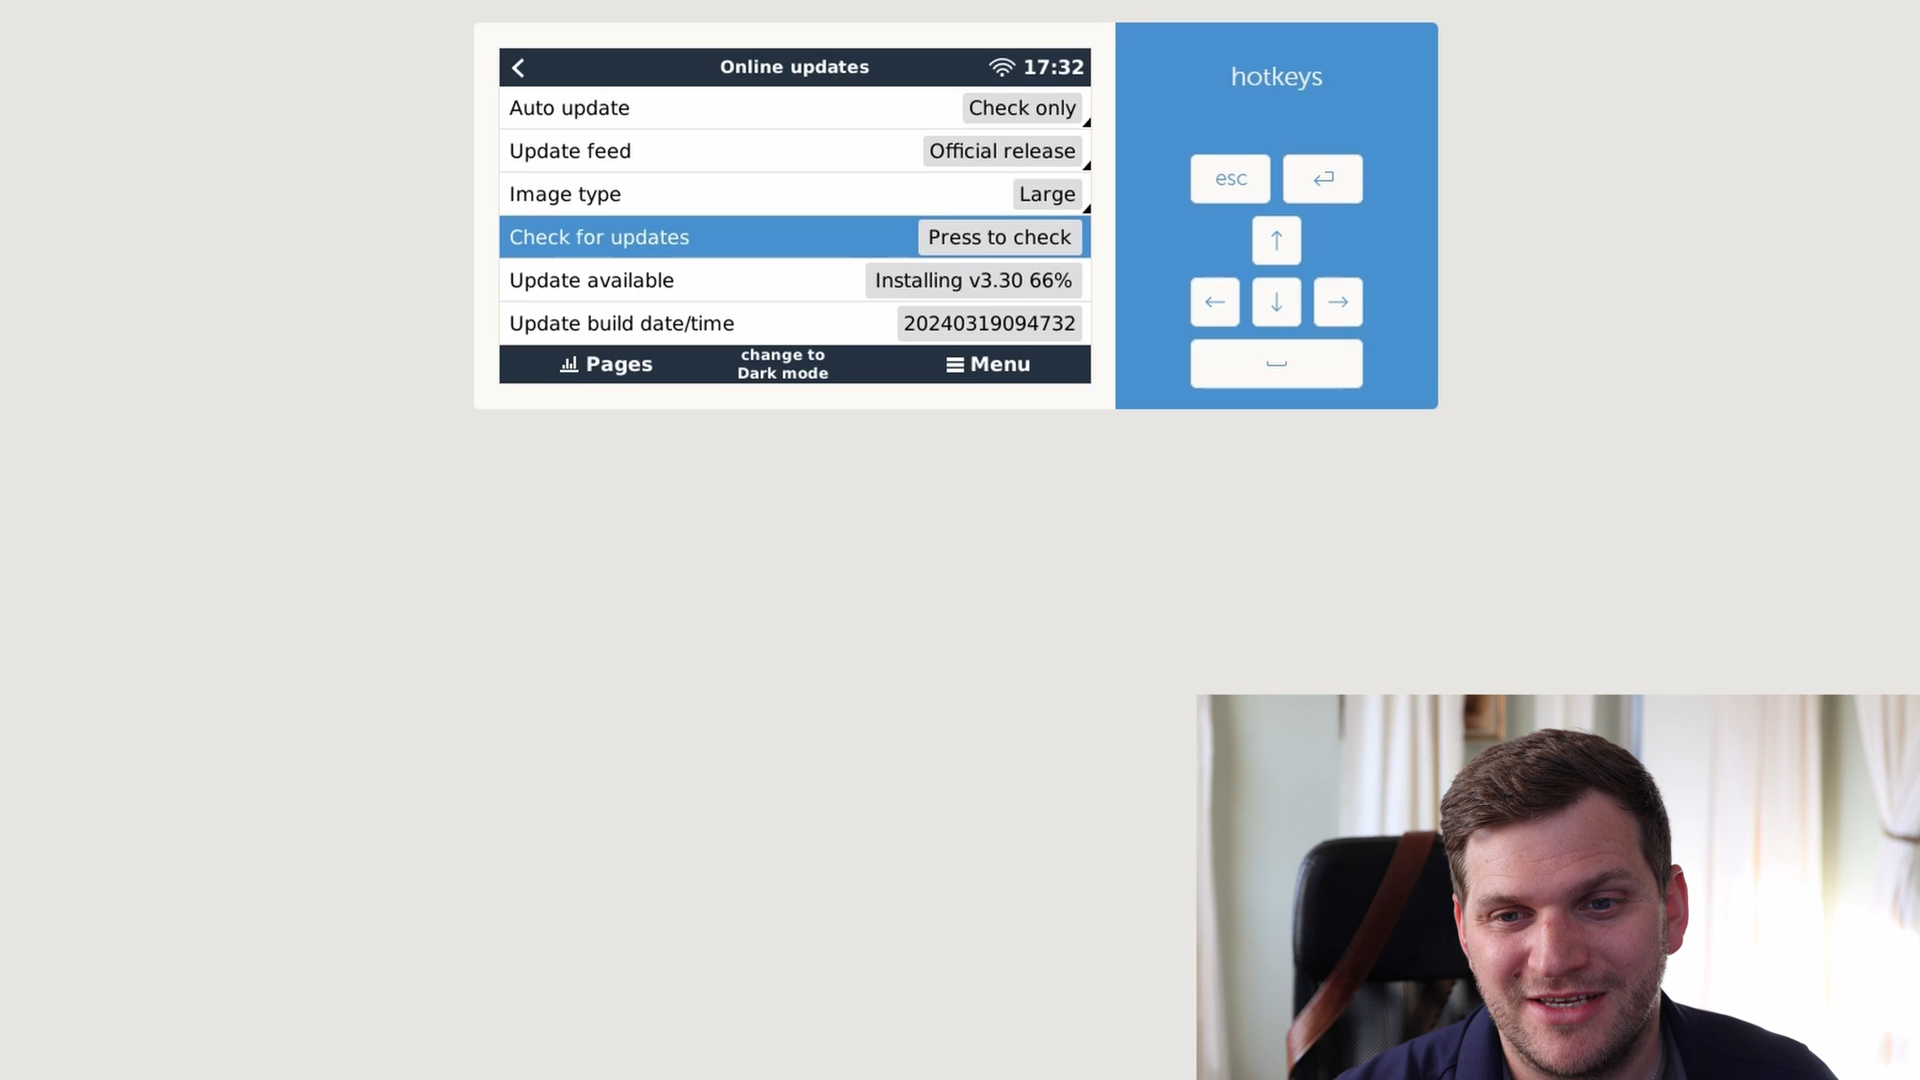 Online updates 17:32
Auto update Check only
Update feed Official release
Image type Large
Check for updates Press to check
Update available Installing v3.30 66%
Update build date/time 20240319094732
Pages change to Menu
Dark mode
hotkeys
esc